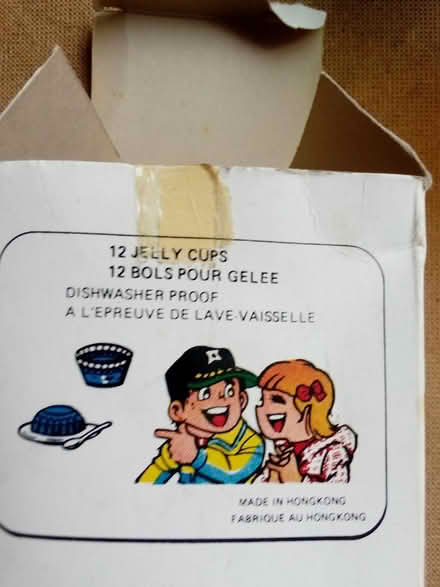 12 JELLY CUPS
12 BOLS POUR GELEE
DISHWASHER PROOF
A L'EPREUVE DE LAVE-VAISSELLE
MADE IN HONGKONG
FABRIQUE AU HONGKONG